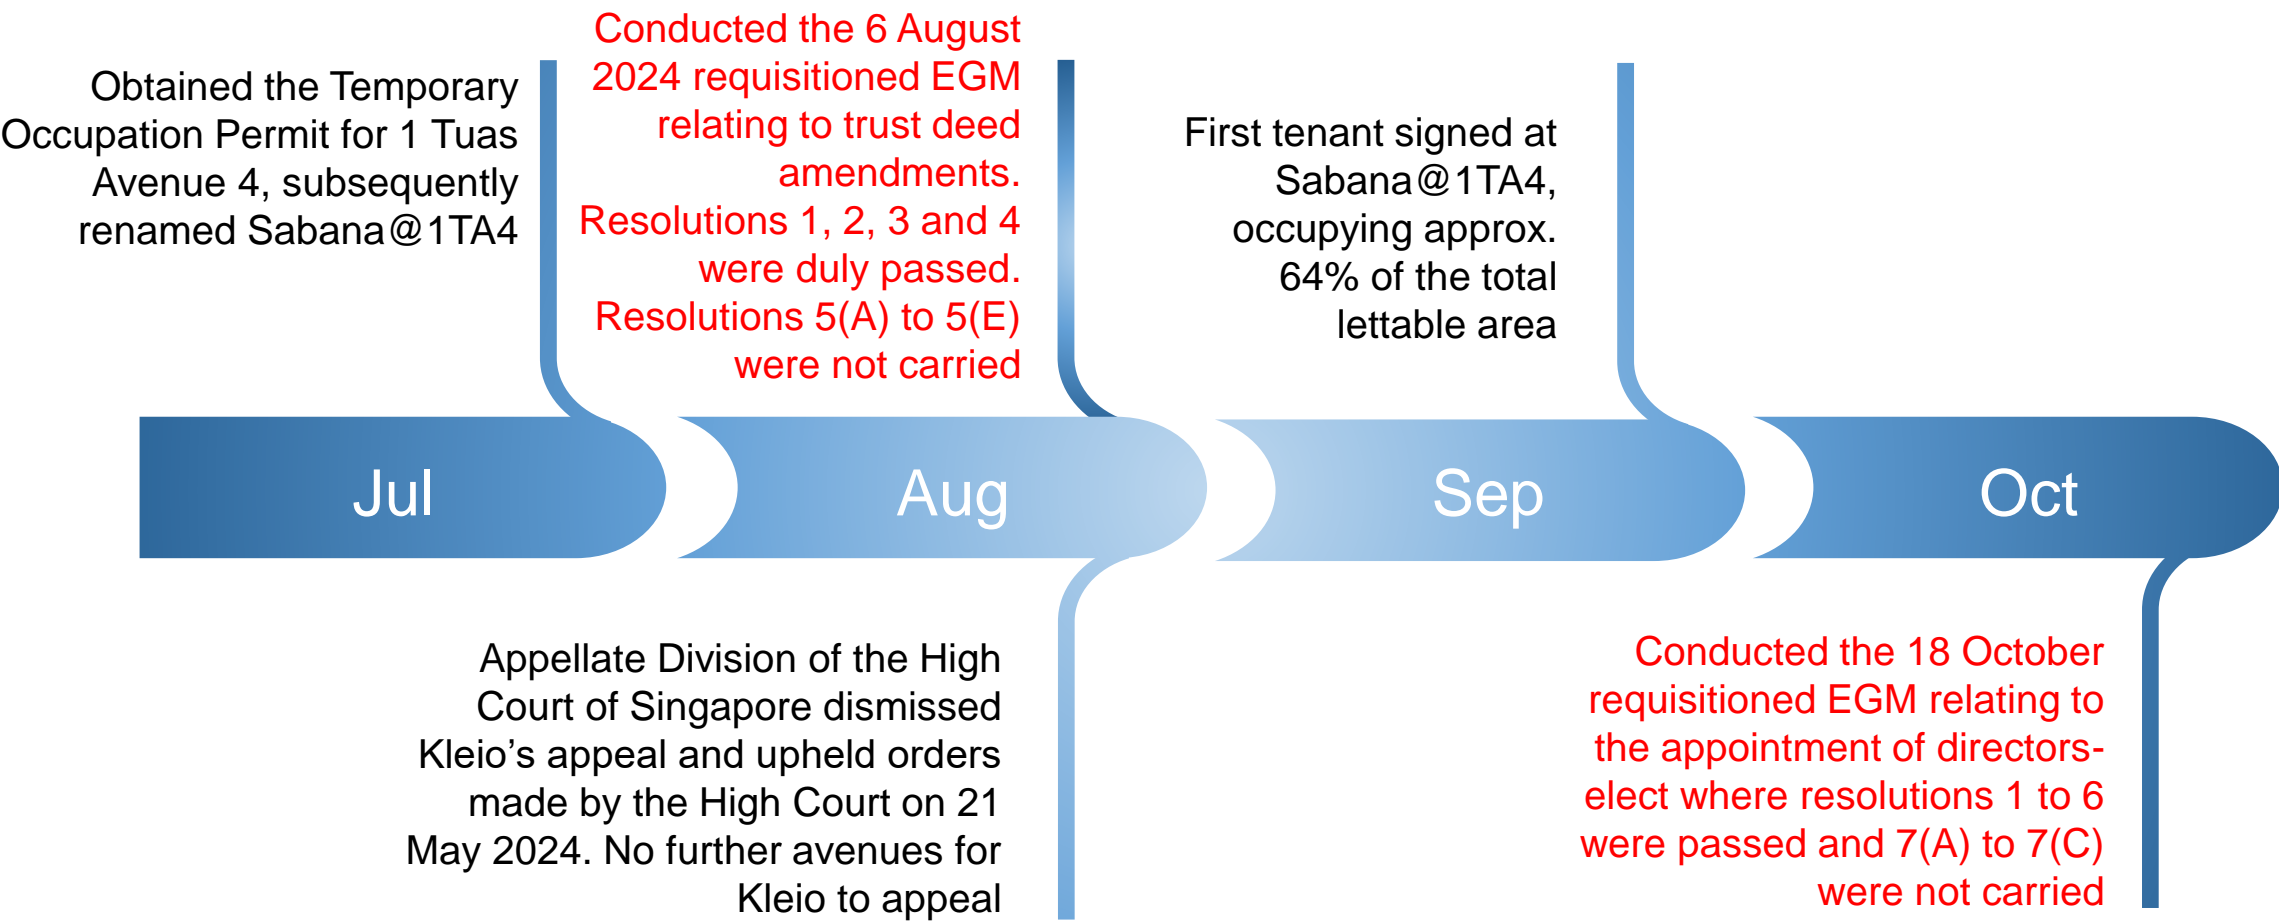 Obtained the Temporary
Occupation Permit for 1 Tuas
Avenue 4, subsequently
renamed Sabana@1TA4
Conducted the 6 August
2024 requisitioned EGM
relating to trust deed
amendments.
Resolutions 1, 2, 3 and 4
were duly passed.
Resolutions 5(A) to 5(E)
were not carried
First tenant signed at
Sabana@1TA4,
occupying approx.
64% of the total
lettable area
Jul
Aug
Sep
Oct
Appellate Division of the High
Court of Singapore dismissed
Kleio’s appeal and upheld orders
made by the High Court on 21
May 2024. No further avenues for
Kleio to appeal
Conducted the 18 October
requisitioned EGM relating to
the appointment of directors-
elect where resolutions 1 to 6
were passed and 7(A) to 7(C)
were not carried